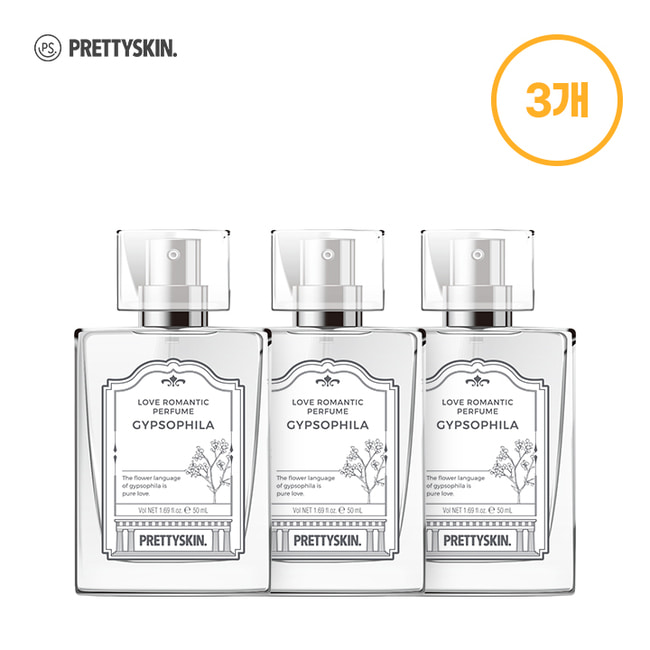 PS.
PRETTYSKIN.
3개
LOVE ROMANTIC
PERFUME
GYPSOPHILA
The flower language
of gypsophila is
pure love.
Vol NET 1.69 fl oz. ℮ 50 mL
PRETTYSKIN.
LOVE ROMANTIC
PERFUME
GYPSOPHILA
The flower language
of gypsophila is
pure love.
Vol NET 1.69 fl oz. ℮ 50 mL
PRETTYSKIN.
LOVE ROMANTIC
PERFUME
GYPSOPHILA
The flower language
of gypsophila is
pure love.
Vol NET 1.69 fl oz. ℮ 50 mL
PRETTYSKIN.